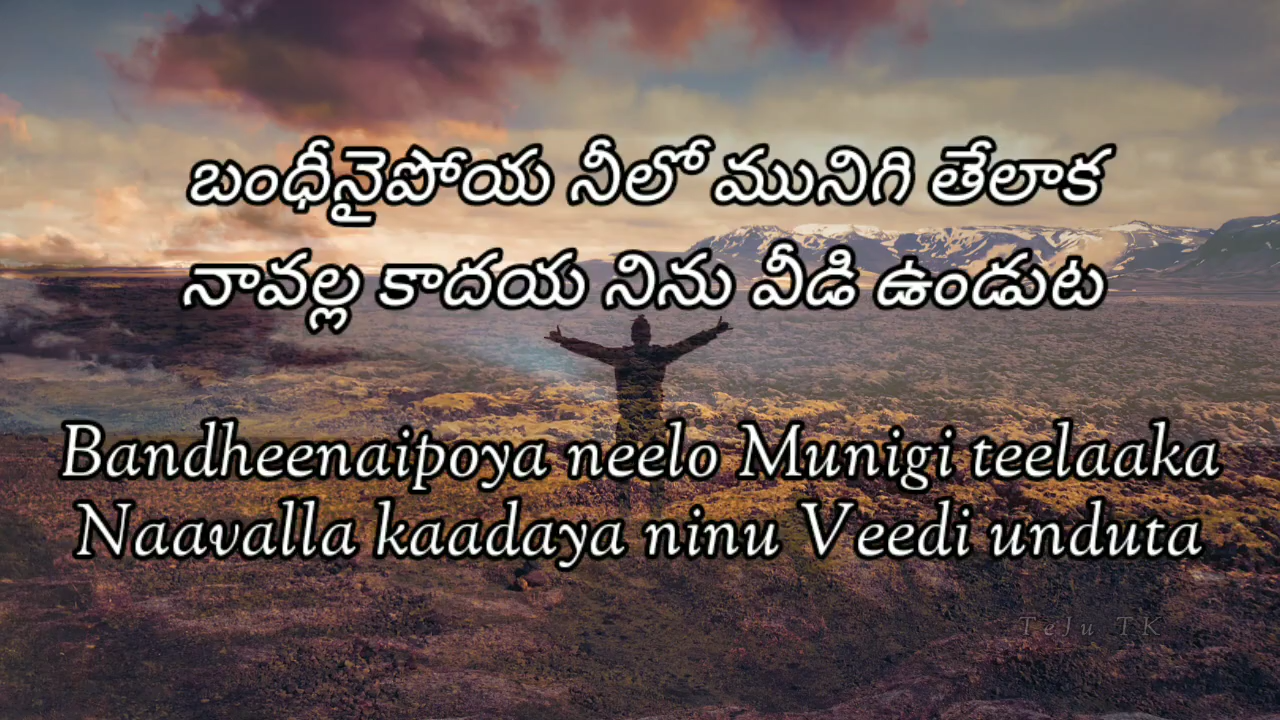 బంధీనైపోయ నీలో మునిగి తేలాక
నావల్ల కాదయ నిను వీడి ఉండుట
Bandheenaipoya neelo Munigi teelaaka
Naavalla kaadaya ninu Veedi unduta
TeJu TK